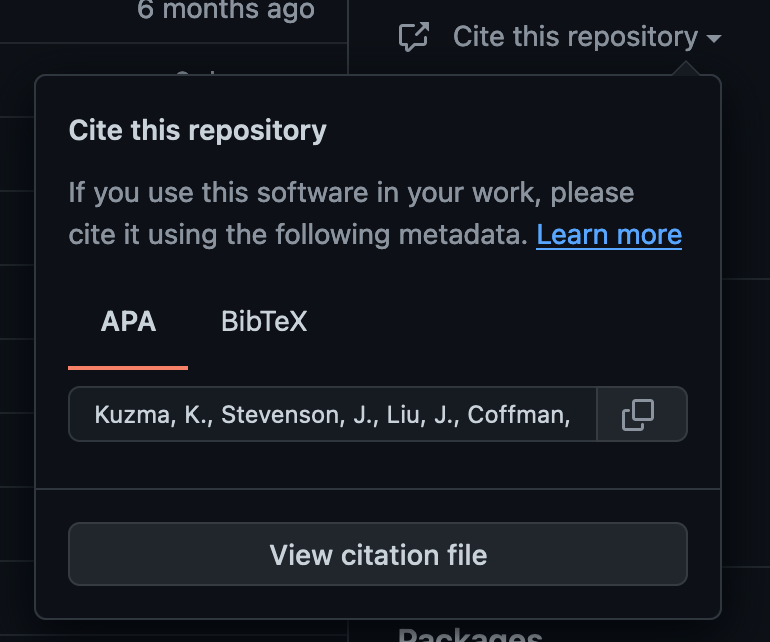 6 months ago
Cite this repository
Cite this repository
If you use this software in your work, please
cite it using the following metadata. Learn more
APA BibTeX
Kuzma, K., Stevenson, J., Liu, J., Coffman,
View citation file
Packages